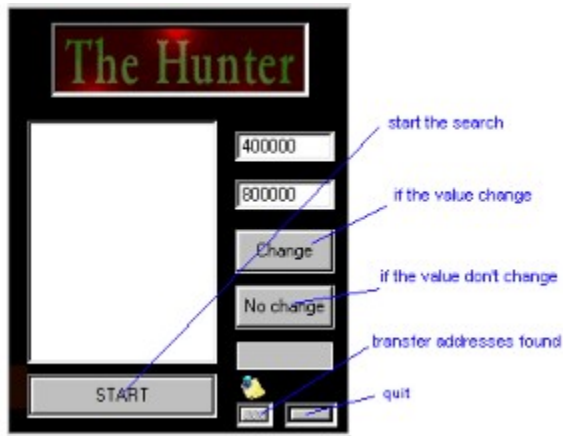 The Hunter
start the search
400000
800000
if the value change
Change
if the value don't change
No change
transfer addresses found
START
quit